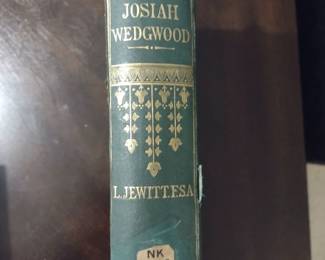 JOSIAH
WEDGWOOD
L. JEWITT. F.S.A.
NK